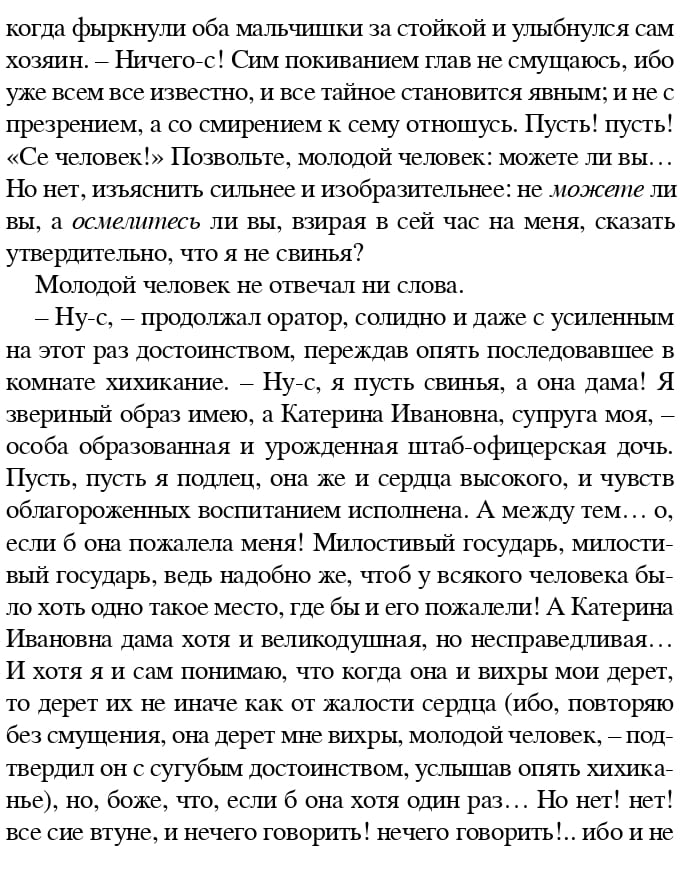 когда фыркнули оба мальчишки за стойкой и улыбнулся сам
хозяин. – Ничего-с! Сим покиванием глав не смущаюсь, ибо
уже всем все известно, и все тайное становится явным; и не с
презрением, а со смирением к сему отношусь. Пусть! пусть!
«Се человек!» Позвольте, молодой человек: можете ли вы…
Но нет, изъяснить сильнее и изобразительнее: не можете ли
вы, а осмелитесь ли вы, взирая в сей час на меня, сказать
утвердительно, что я не свинья?
Молодой человек не отвечал ни слова.
– Ну-с, – продолжал оратор, солидно и даже с усиленным
на этот раз достоинством, переждав опять последовавшее в
комнате хихикание. – Ну-с, я пусть свинья, а она дама! Я
звериный образ имею, а Катерина Ивановна, супруга моя, –
особа образованная и урожденная штаб-офицерская дочь.
Пусть, пусть я подлец, она же и сердца высокого, и чувств
облагороженных воспитанием исполнена. А между тем… о,
если б она пожалела меня! Милостивый государь, милости-
вый государь, ведь надобно же, чтоб у всякого человека бы-
ло хоть одно такое место, где бы и его пожалели! А Катерина
Ивановна дама хотя и великодушная, но несправедливая…
И хотя я и сам понимаю, что когда она и вихры мои дерет,
то дерет их не иначе как от жалости сердца (ибо, повторяю
без смущения, она дерет мне вихры, молодой человек, – под-
твердил он с сугубым достоинством, услышав опять хихика-
нье), но, боже, что, если б она хотя один раз… Но нет! нет!
все сие втуне, и нечего говорить! нечего говорить!.. ибо и не